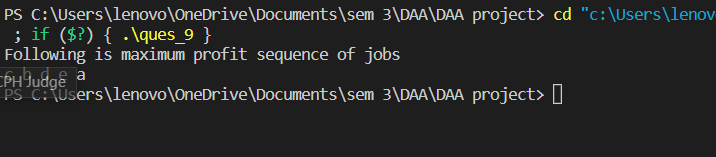 PS C:\Users\lenovo\OneDrive\Documents\sem 3\DAA\DAA project> cd "c:\Users\lenovo
; if ($?) { .\ques_9 }
Following is maximum profit sequence of jobs
c b d e a
CPH Judge
PS C:\Users\lenovo\OneDrive\Documents\sem 3\DAA\DAA project>